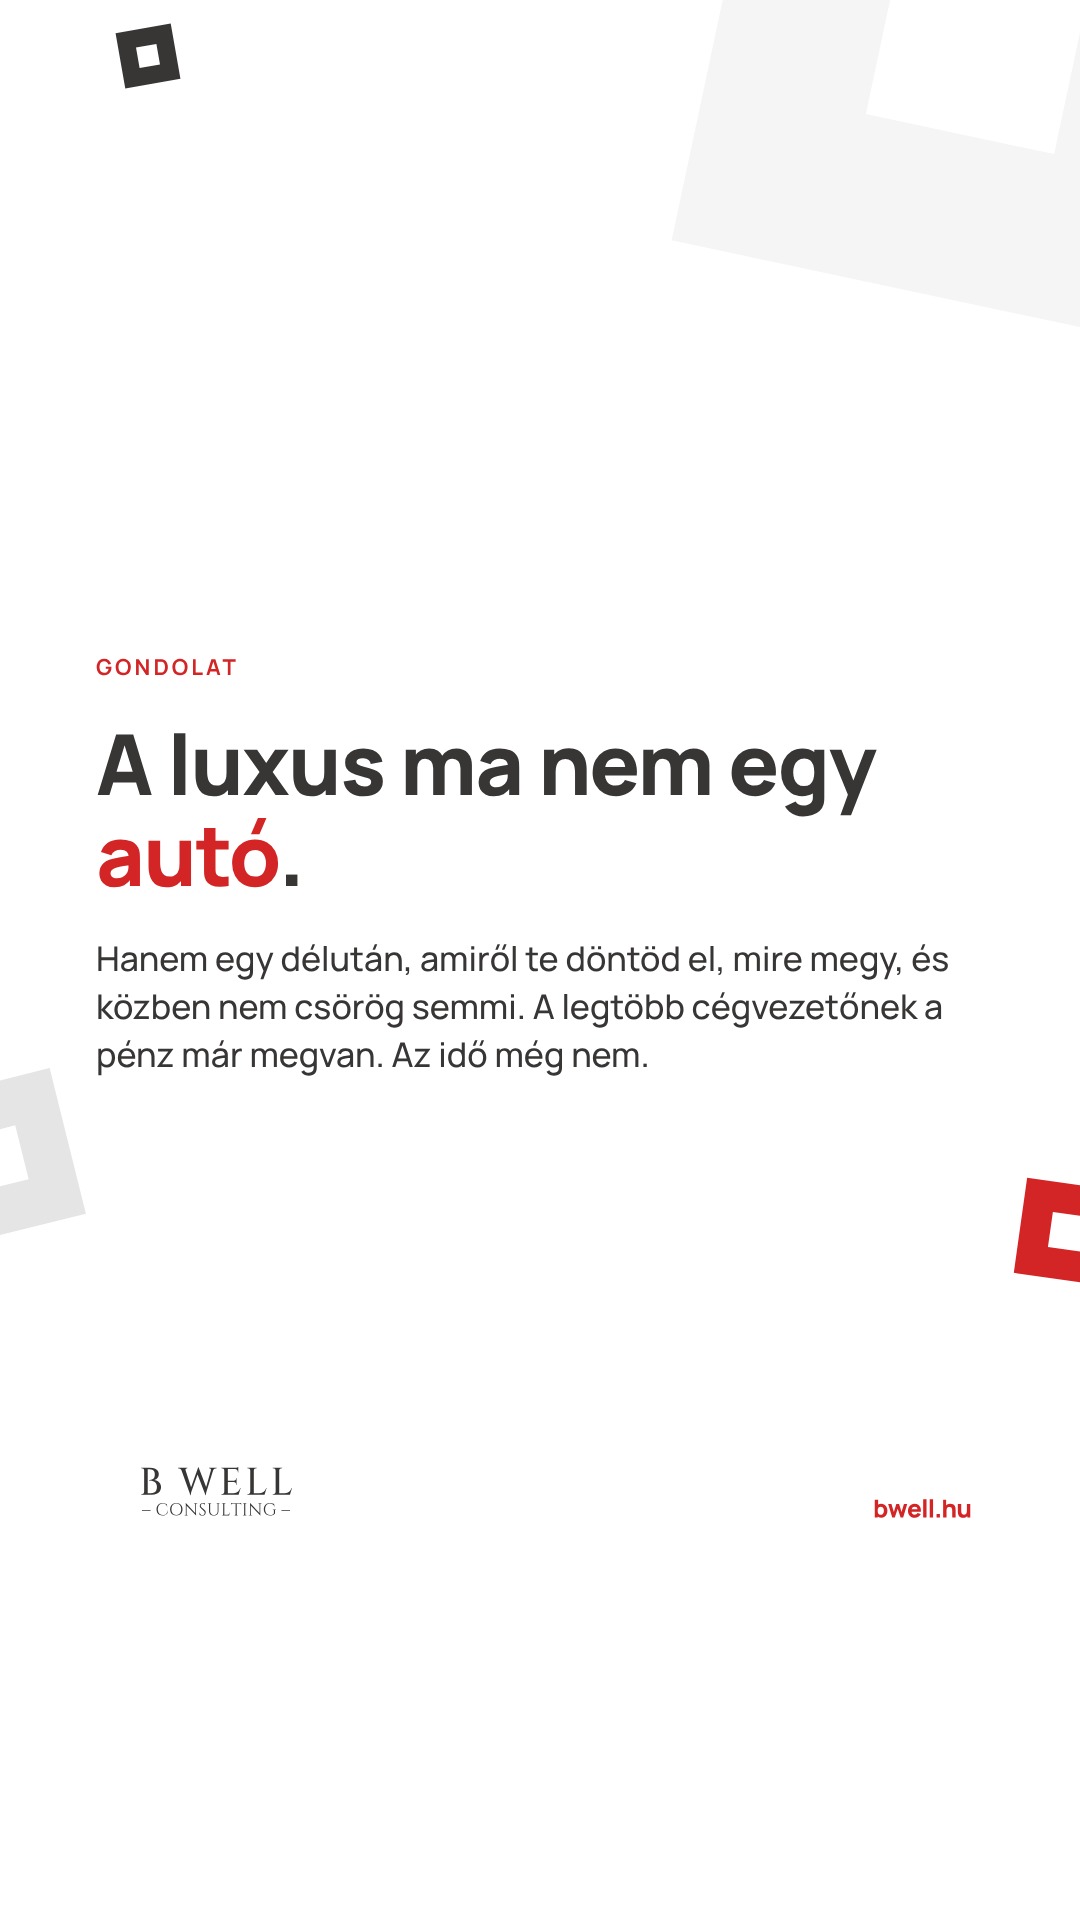 GONDOLAT
A luxus ma nem egy
autó.
Hanem egy délután, amiről te döntöd el, mire megy, és
közben nem csörög semmi. A legtöbb cégvezetőnek a
pénz már megvan. Az idő még nem.
B WELL
– CONSULTING –
bwell.hu